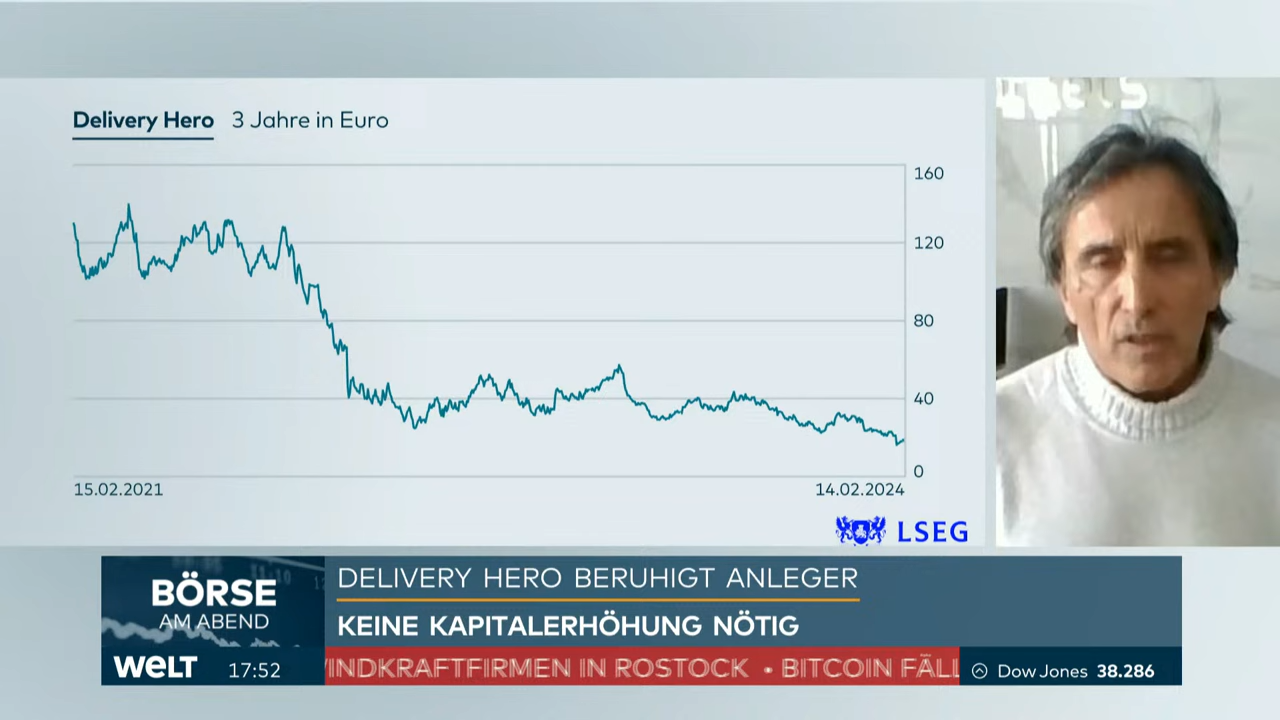 Delivery Hero 3 Jahre in Euro
160
120
80
40
0
15.02.2021 14.02.2024
LSEG
DELIVERY HERO BERUHIGT ANLEGER
KEINE KAPITALERHÖHUNG NÖTIG
BÖRSE
AM ABEND
welt 17:52
INDKRAFTFIRMEN IN ROSTOCK • BITCOIN FÄLL
Dow Jones 38.286